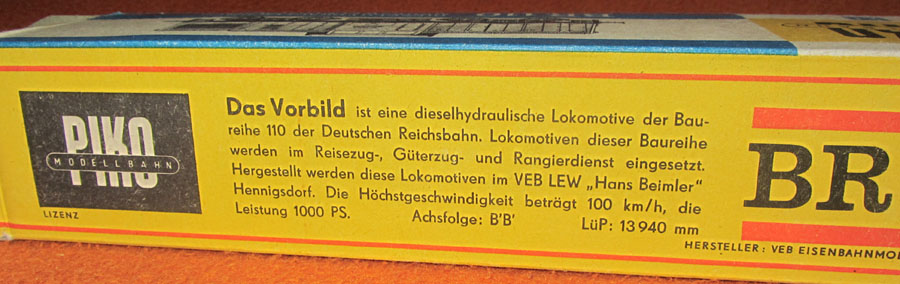 PIKO
MODELLBAHN
LIZENZ
Das Vorbild ist eine dieselhydraulische Lokomotive der Bau-
reihe 110 der Deutschen Reichsbahn. Lokomotiven dieser Baureihe
werden im Reisezug-, Güterzug- und Rangierdienst eingesetzt.
Hergestellt werden diese Lokomotiven im VEB LEW „Hans Beimler"
Hennigsdorf. Die Höchstgeschwindigkeit beträgt 100 km/h, die
Leistung 1000 PS. Achsfolge: B'B' LüP: 13 940 mm
BR
HERSTELLER: VEB EISENBAHNMO